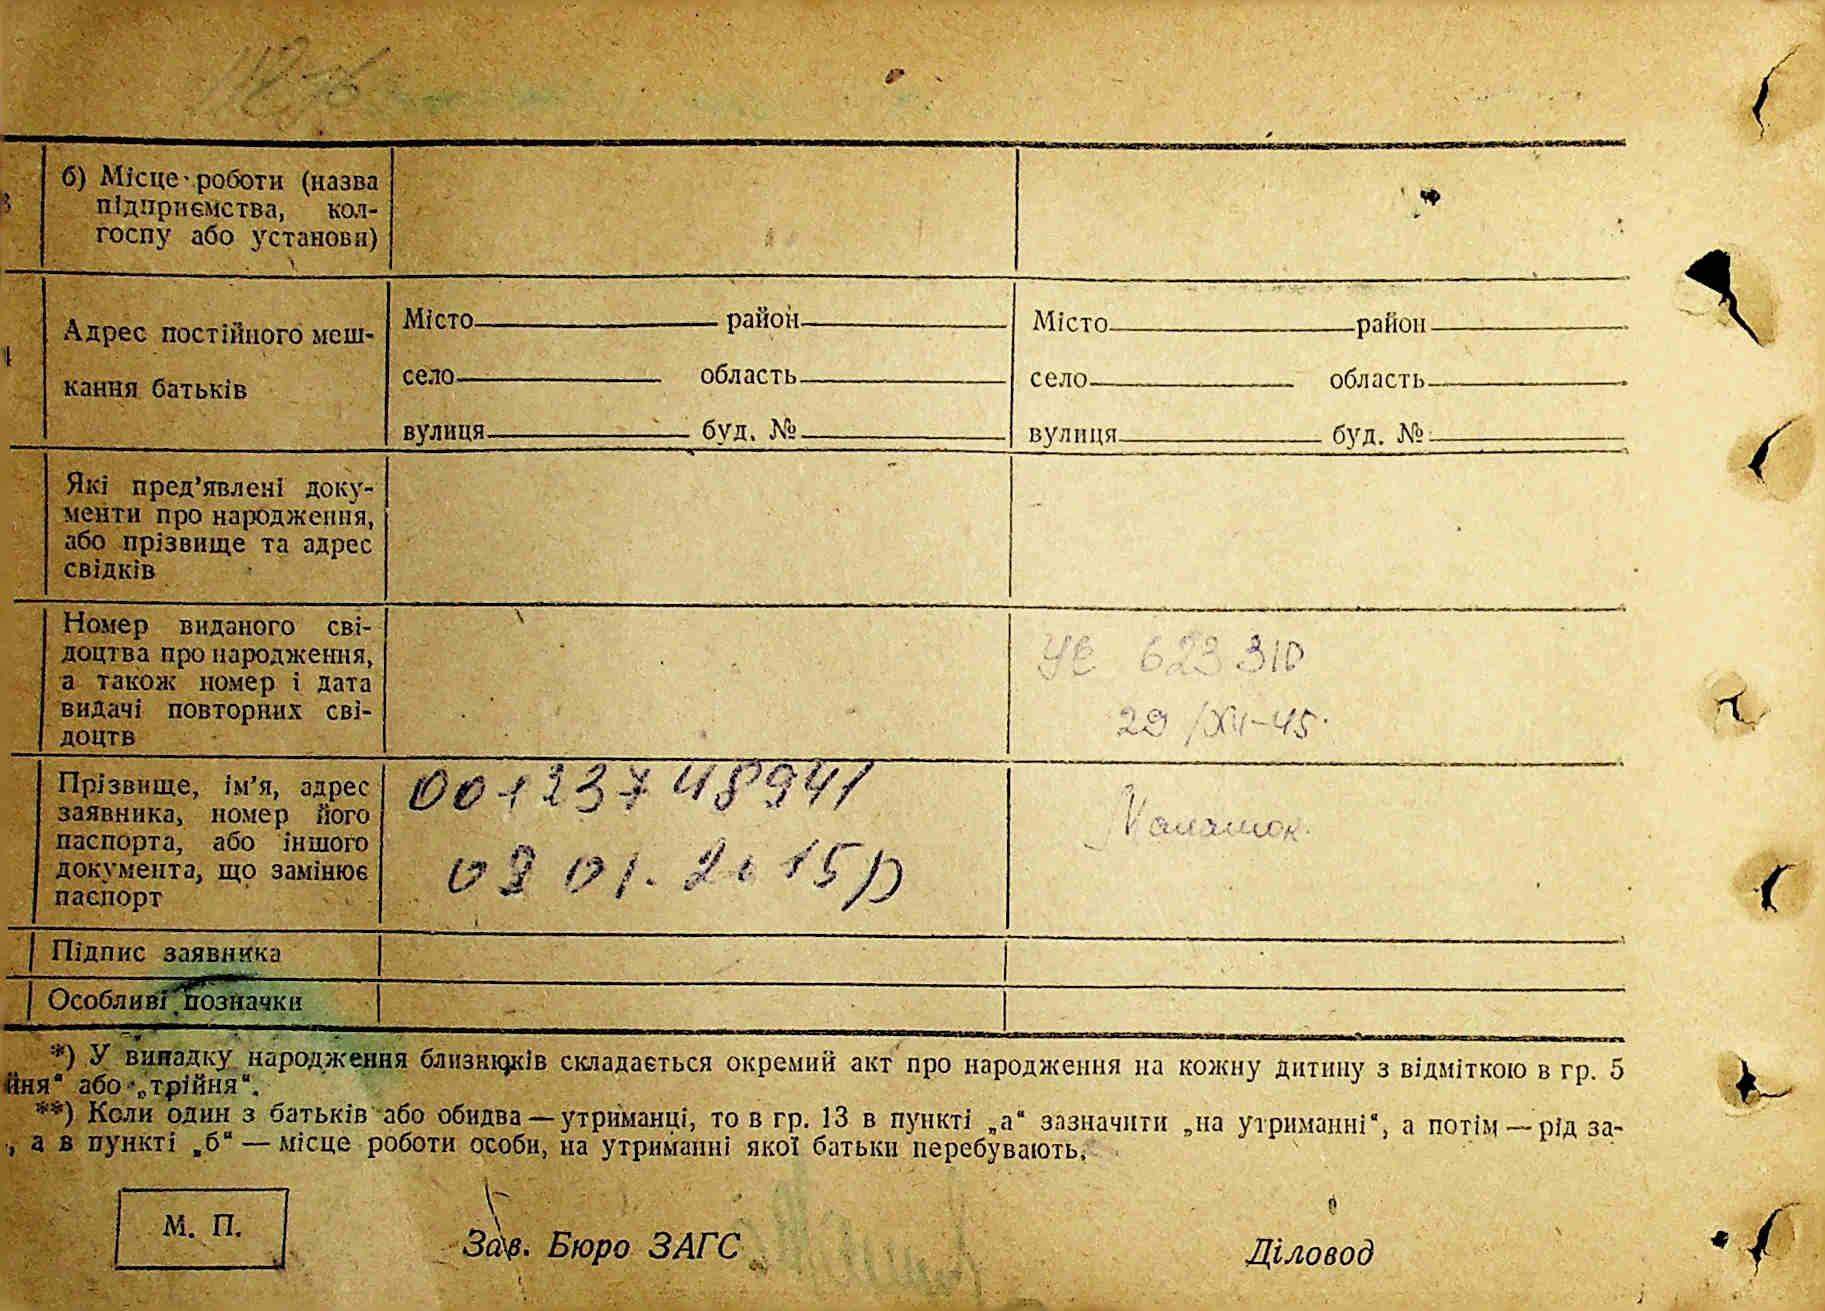 б) Місце роботи (назва
підприємства, кол-
госпу або установи)
Адрес постійного меш-
кання батьків
Місто район
село область
вулиця буд. №
Місто район
село область
вулиця буд. №
Які пред’явлені доку-
менти про народження,
або прізвище та адрес
свідків
Номер виданого сві-
доцтва про народження,
а також номер і дата
видачі повторних сві-
доцтв
УЄ 623310
29/XII-45
Прізвище, ім’я, адрес
заявника, номер його
паспорта, або іншого
документа, що замінює
паспорт
00123748941
09 01. 2015р
Підпис заявника
Особливі позначки
*) У випадку народження близнюків складається окремий акт про народження на кожну дитину з відміткою в гр. 5
йня“ або „трійня“.
**) Коли один з батьків або обидва — утриманці, то в гр. 13 в пункті „а“ зазначити „на утриманні“, а потім — рід за-
, а в пункті „б“ — місце роботи особи, на утриманні якої батьки перебувають.
М. П.
Зав. Бюро ЗАГС
Діловод